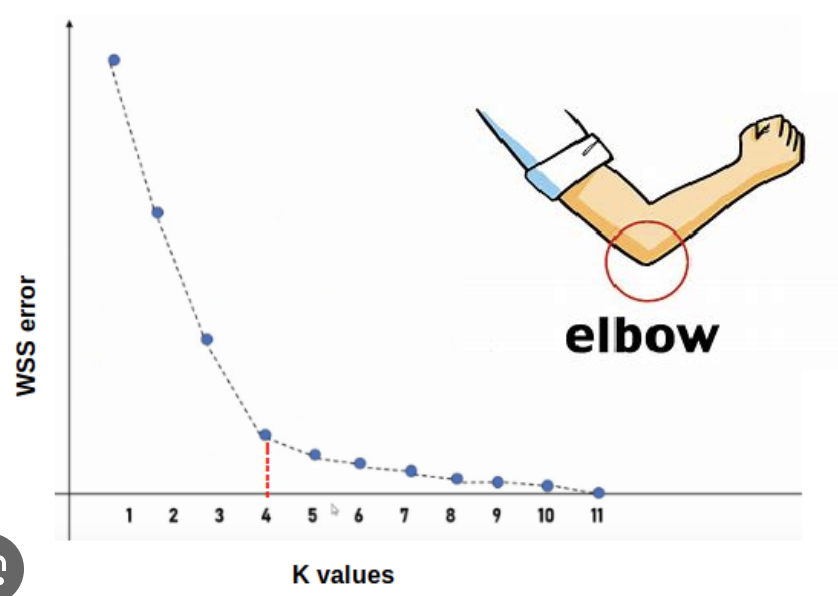 elbow
WSS error
1 2 3 4 5 6 7 8 9 10 11
K values